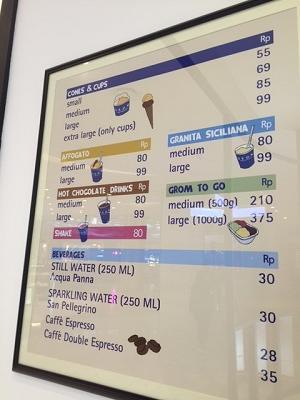 CONES & CUPS Rp
small 55
medium 69
large 85
extra large (only cups) 99
AFFOGATO Rp
medium 80
large 99
GRANITA SICILIANA Rp
medium 80
large 99
HOT CHOCOLATE DRINKS Rp
medium 80
large 99
GROM TO GO Rp
medium (500g) 210
large (1000g) 375
SHAKE 80
BEVERAGES Rp
STILL WATER (250 ML)
Acqua Panna 30
SPARKLING WATER (250 ML)
San Pellegrino 30
Caffè Espresso 28
Caffè Double Espresso 35